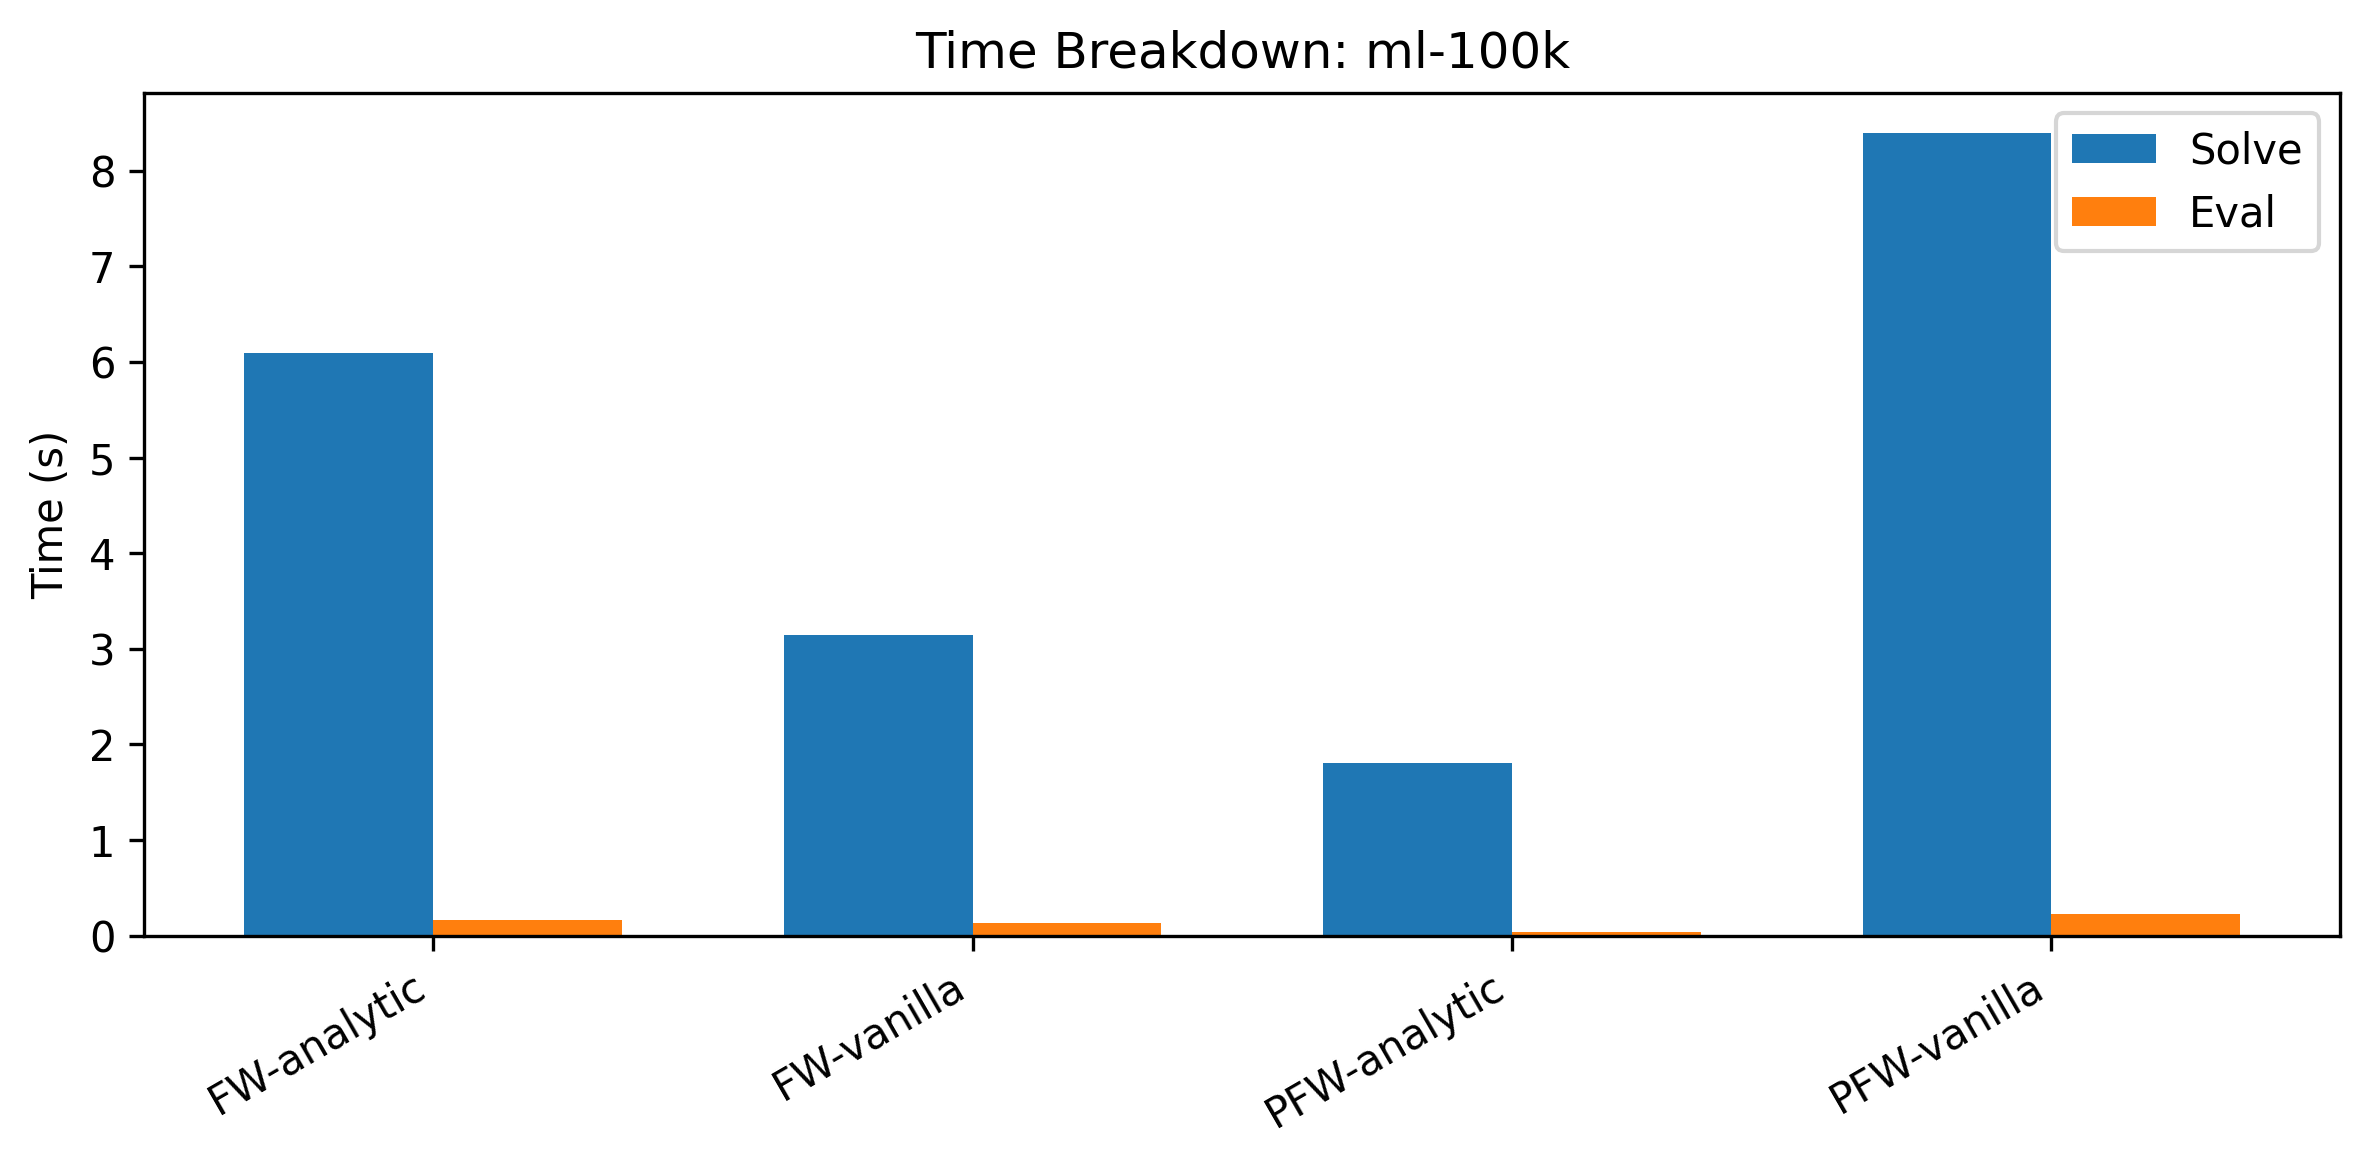 Time Breakdown: ml-100k
Time (s)
8
7
6
5
4
3
2
1
0
Solve
Eval
FW-analytic
FW-vanilla
PFW-analytic
PFW-vanilla